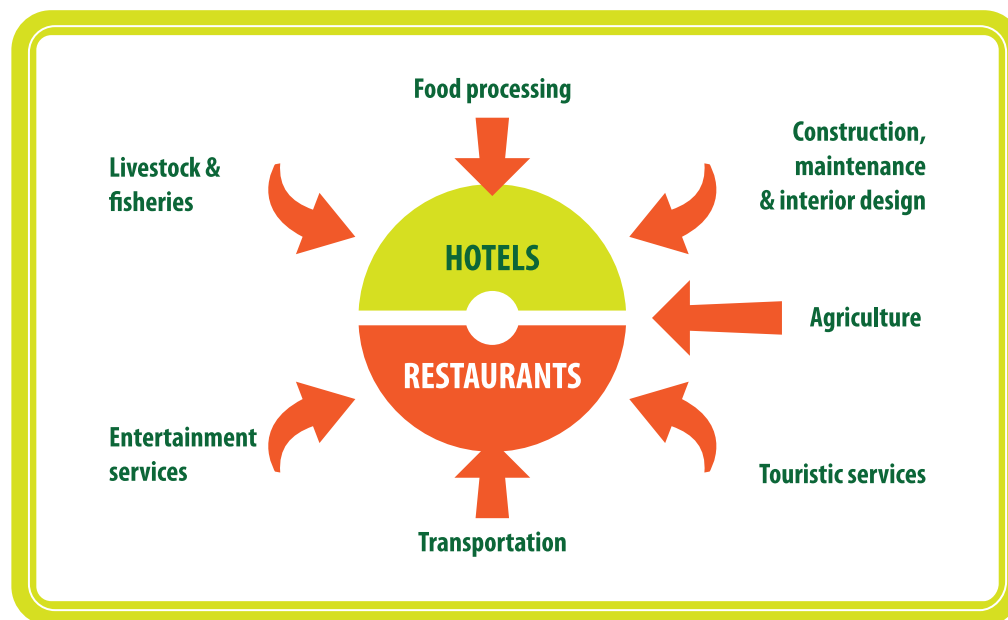 Food processing
Livestock &
fisheries
Construction,
maintenance
& interior design
HOTELS
Agriculture
RESTAURANTS
Entertainment
services
Touristic services
Transportation